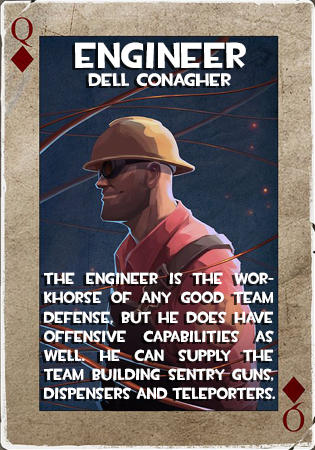 Q
ENGINEER
DELL CONAGHER
THE ENGINEER IS THE WOR-
KHORSE OF ANY GOOD TEAM
DEFENSE, BUT HE DOES HAVE
OFFENSIVE CAPABILITIES AS
WELL. HE CAN SUPPLY THE
TEAM BUILDING SENTRY GUNS,
DISPENSERS AND TELEPORTERS.
Q